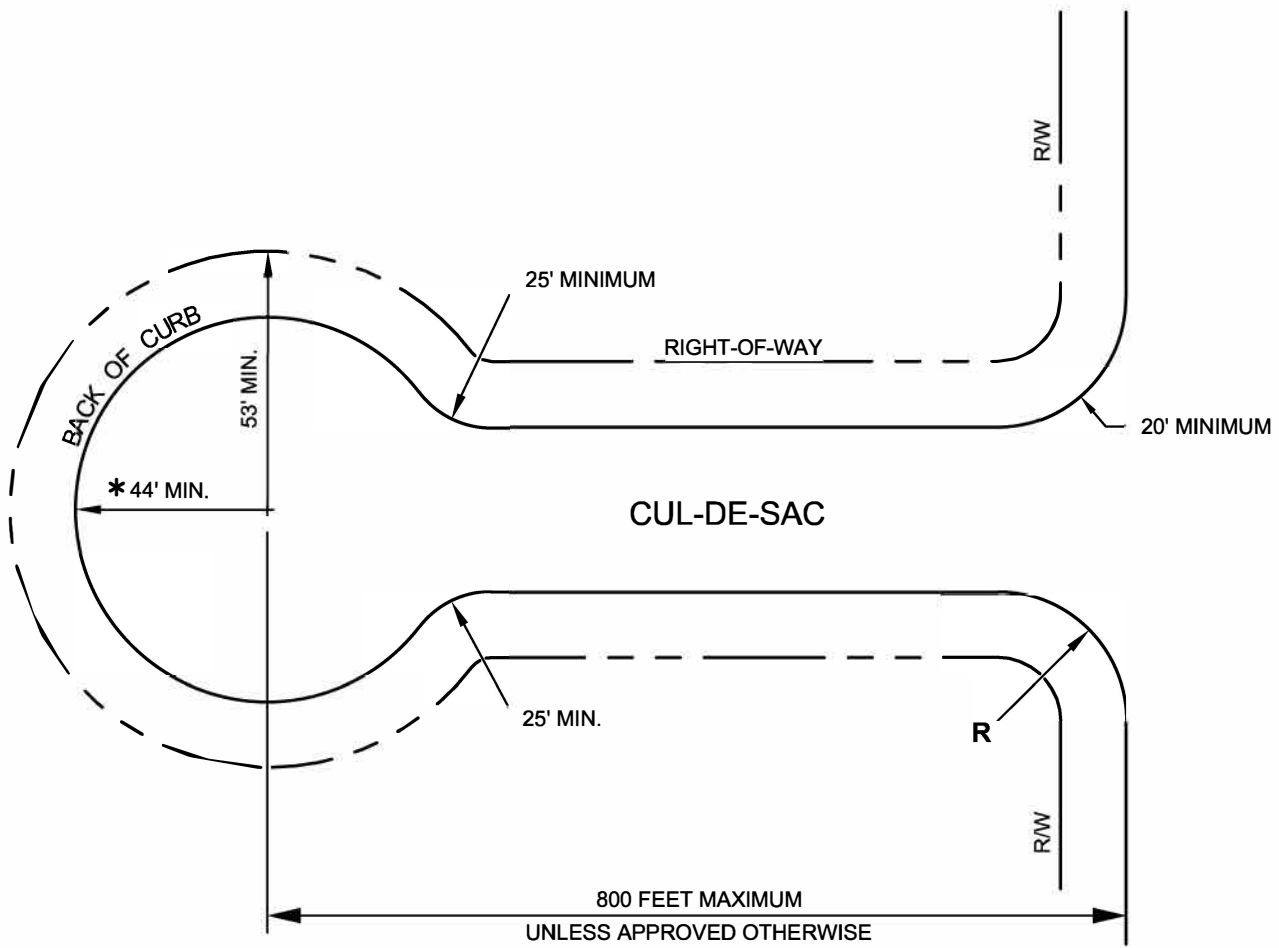 R/W
25' MINIMUM
BACK OF CURB
RIGHT-OF-WAY
53' MIN.
20' MINIMUM
* 44' MIN.
CUL-DE-SAC
25' MIN.
R
R/W
800 FEET MAXIMUM
UNLESS APPROVED OTHERWISE